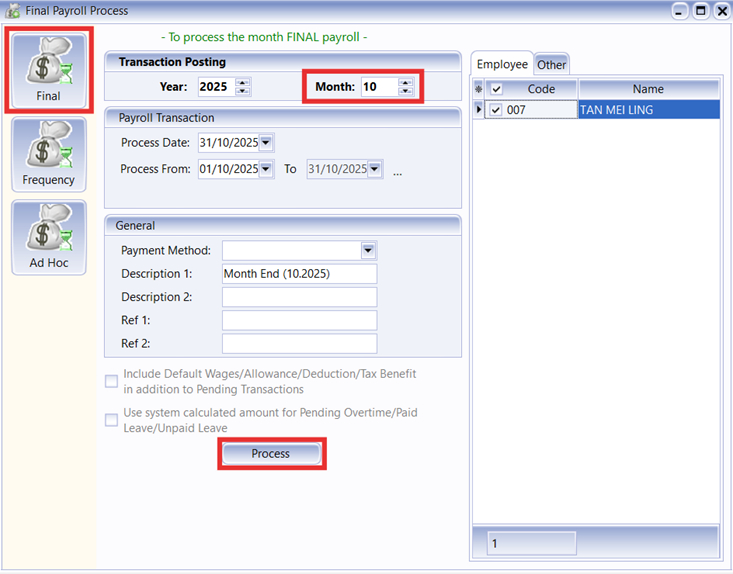 Final Payroll Process
- To process the month FINAL payroll -
Final
Frequency
Ad Hoc
Transaction Posting
Year: 2025 Month: 10
Payroll Transaction
Process Date: 31/10/2025
Process From: 01/10/2025 To 31/10/2025 ...
General
Payment Method:
Description 1: Month End (10.2025)
Description 2:
Ref 1:
Ref 2:
Include Default Wages/Allowance/Deduction/Tax Benefit
in addition to Pending Transactions
Use system calculated amount for Pending Overtime/Paid
Leave/Unpaid Leave
Process
Employee Other
Code Name
007 TAN MEI LING
1